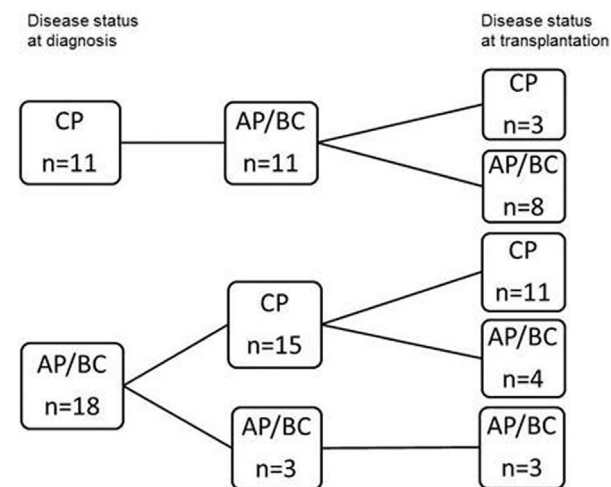 Disease status
at diagnosis
Disease status
at transplantation
CP
n=11
AP/BC
n=11
CP
n=3
AP/BC
n=8
AP/BC
n=18
CP
n=15
CP
n=11
AP/BC
n=4
AP/BC
n=3
AP/BC
n=3